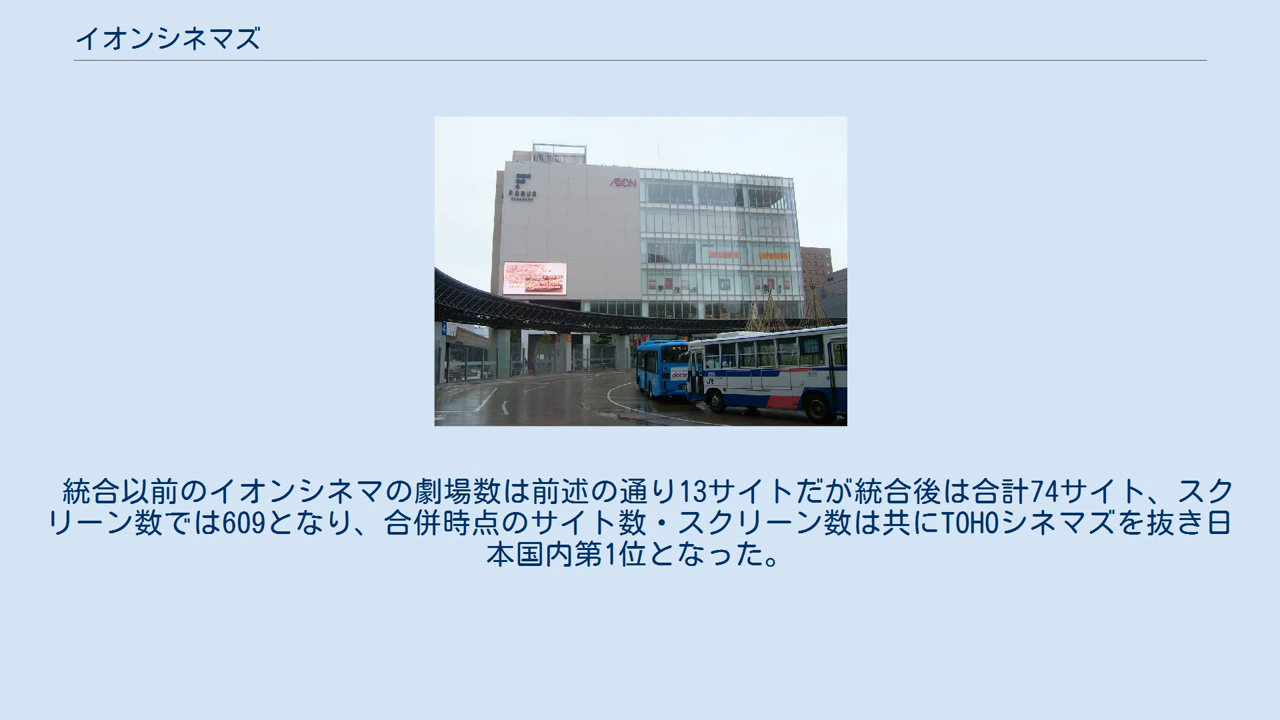 イオンシネマズ
FORUS
ÆON
JR
統合以前のイオンシネマの劇場数は前述の通り13サイトだが統合後は合計74サイト、スク
リーン数では609となり、合併時点のサイト数・スクリーン数は共にTOHOシネマズを抜き日
本国内第1位となった。